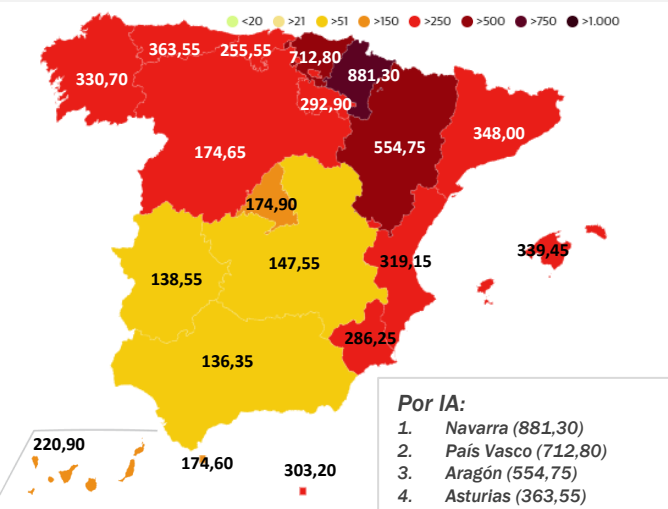 <20 >21 >51 >150 >250 >500 >750 >1.000
363,55 255,55 712,80
330,70 881,30
292,90
174,65 554,75 348,00
174,90
147,55 319,15 339,45
138,55
286,25
136,35
220,90
174,60 303,20
Por IA:
1. Navarra (881,30)
2. País Vasco (712,80)
3. Aragón (554,75)
4. Asturias (363,55)